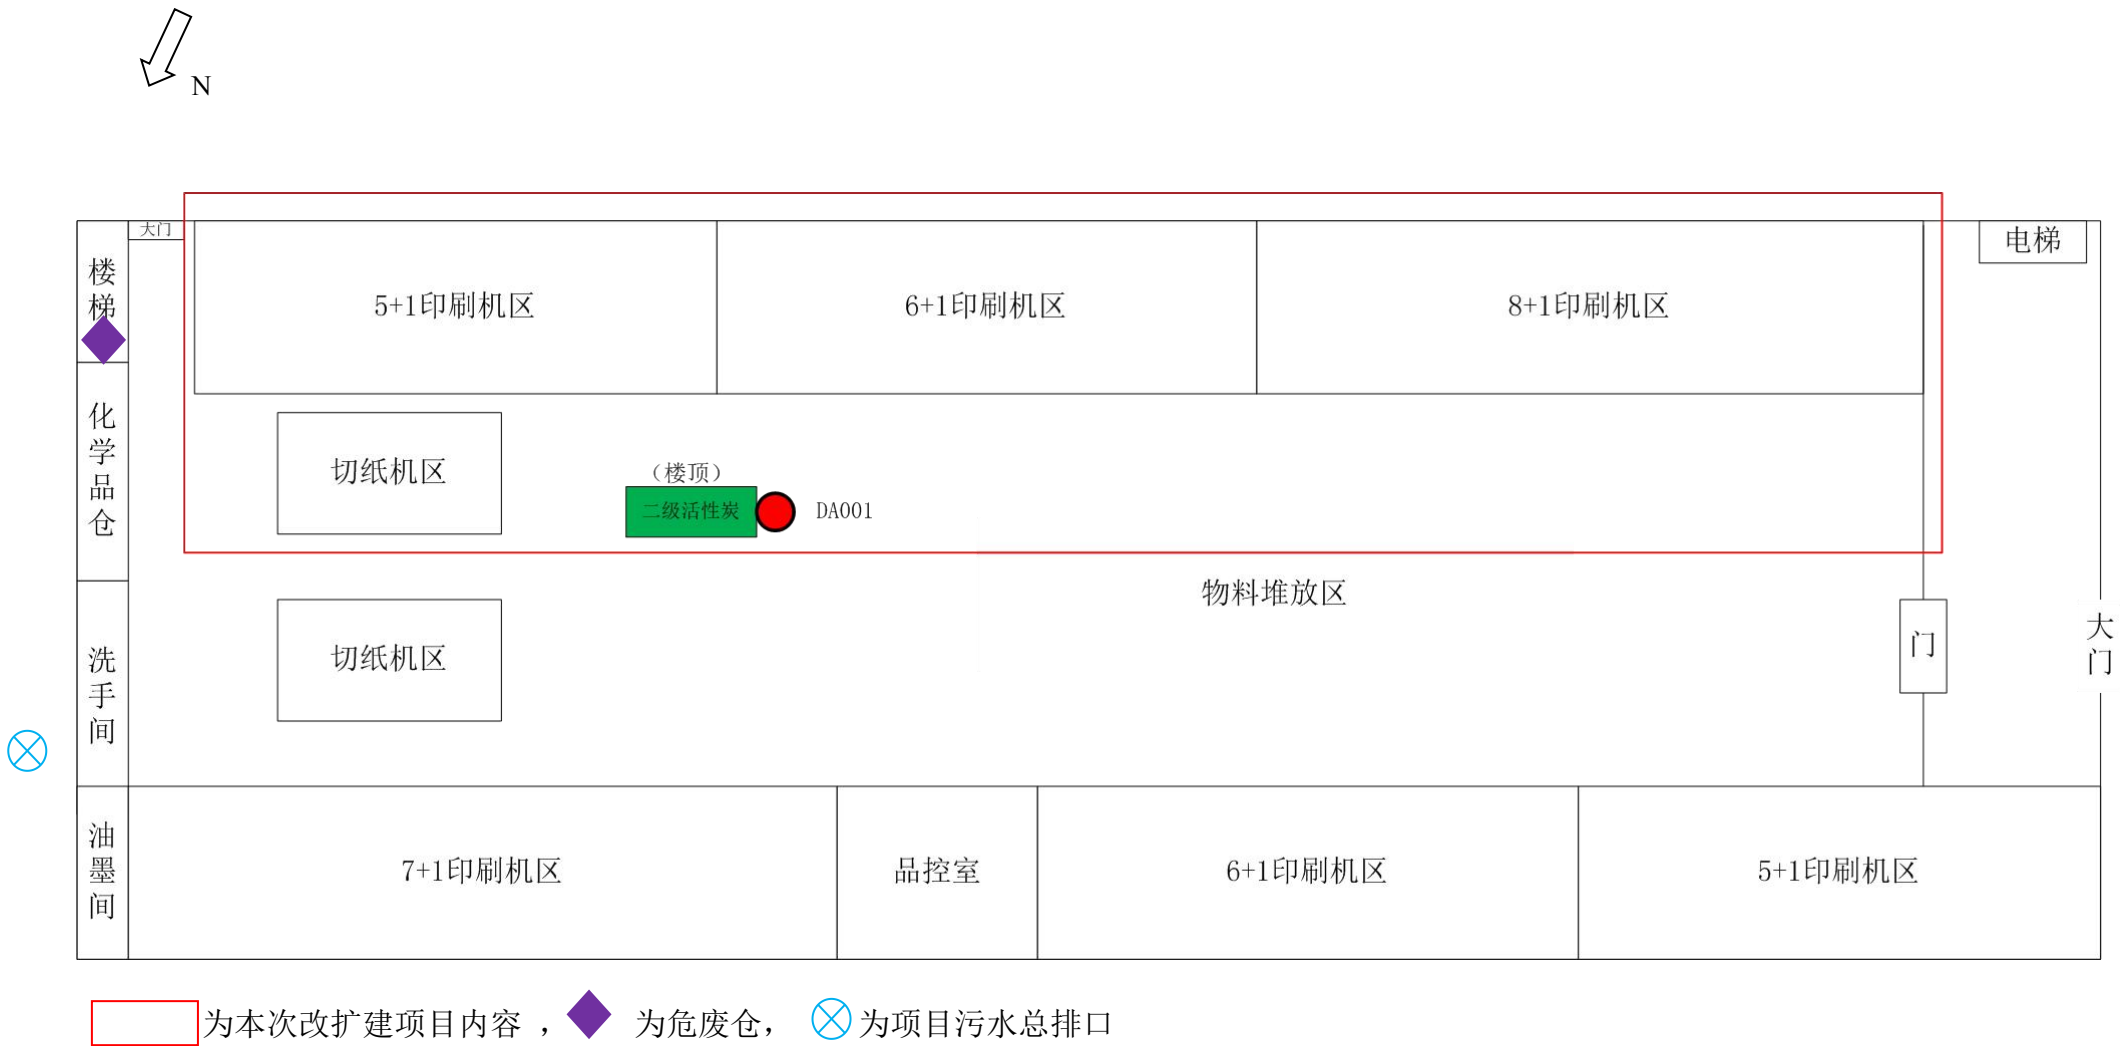 N
大门
电梯
楼梯
5+1印刷机区
6+1印刷机区
8+1印刷机区
化学品仓
切纸机区
（楼顶）
二级活性炭
DA001
物料堆放区
切纸机区
门
大门
洗手间
油墨间
7+1印刷机区
品控室
6+1印刷机区
5+1印刷机区
为本次改扩建项目内容 ， 为危废仓， 为项目污水总排口